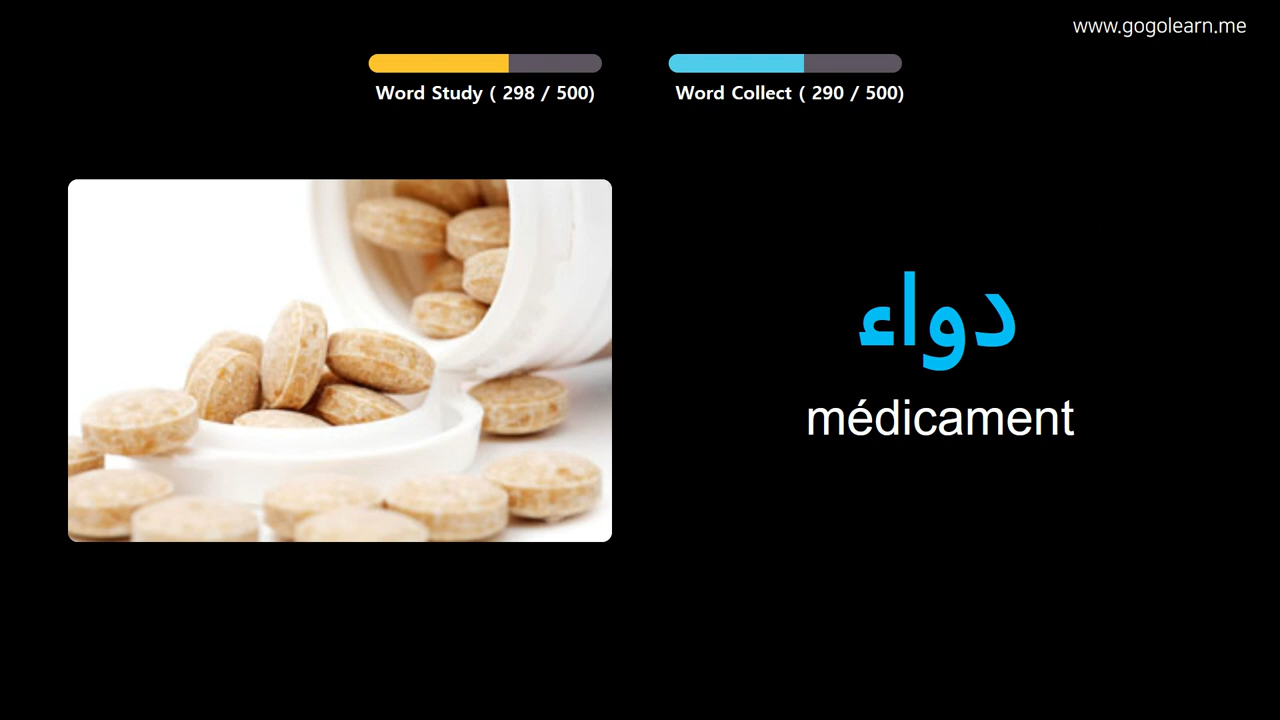 www.gogolearn.me
Word Study ( 298 / 500)
Word Collect ( 290 / 500)
دواء
médicament